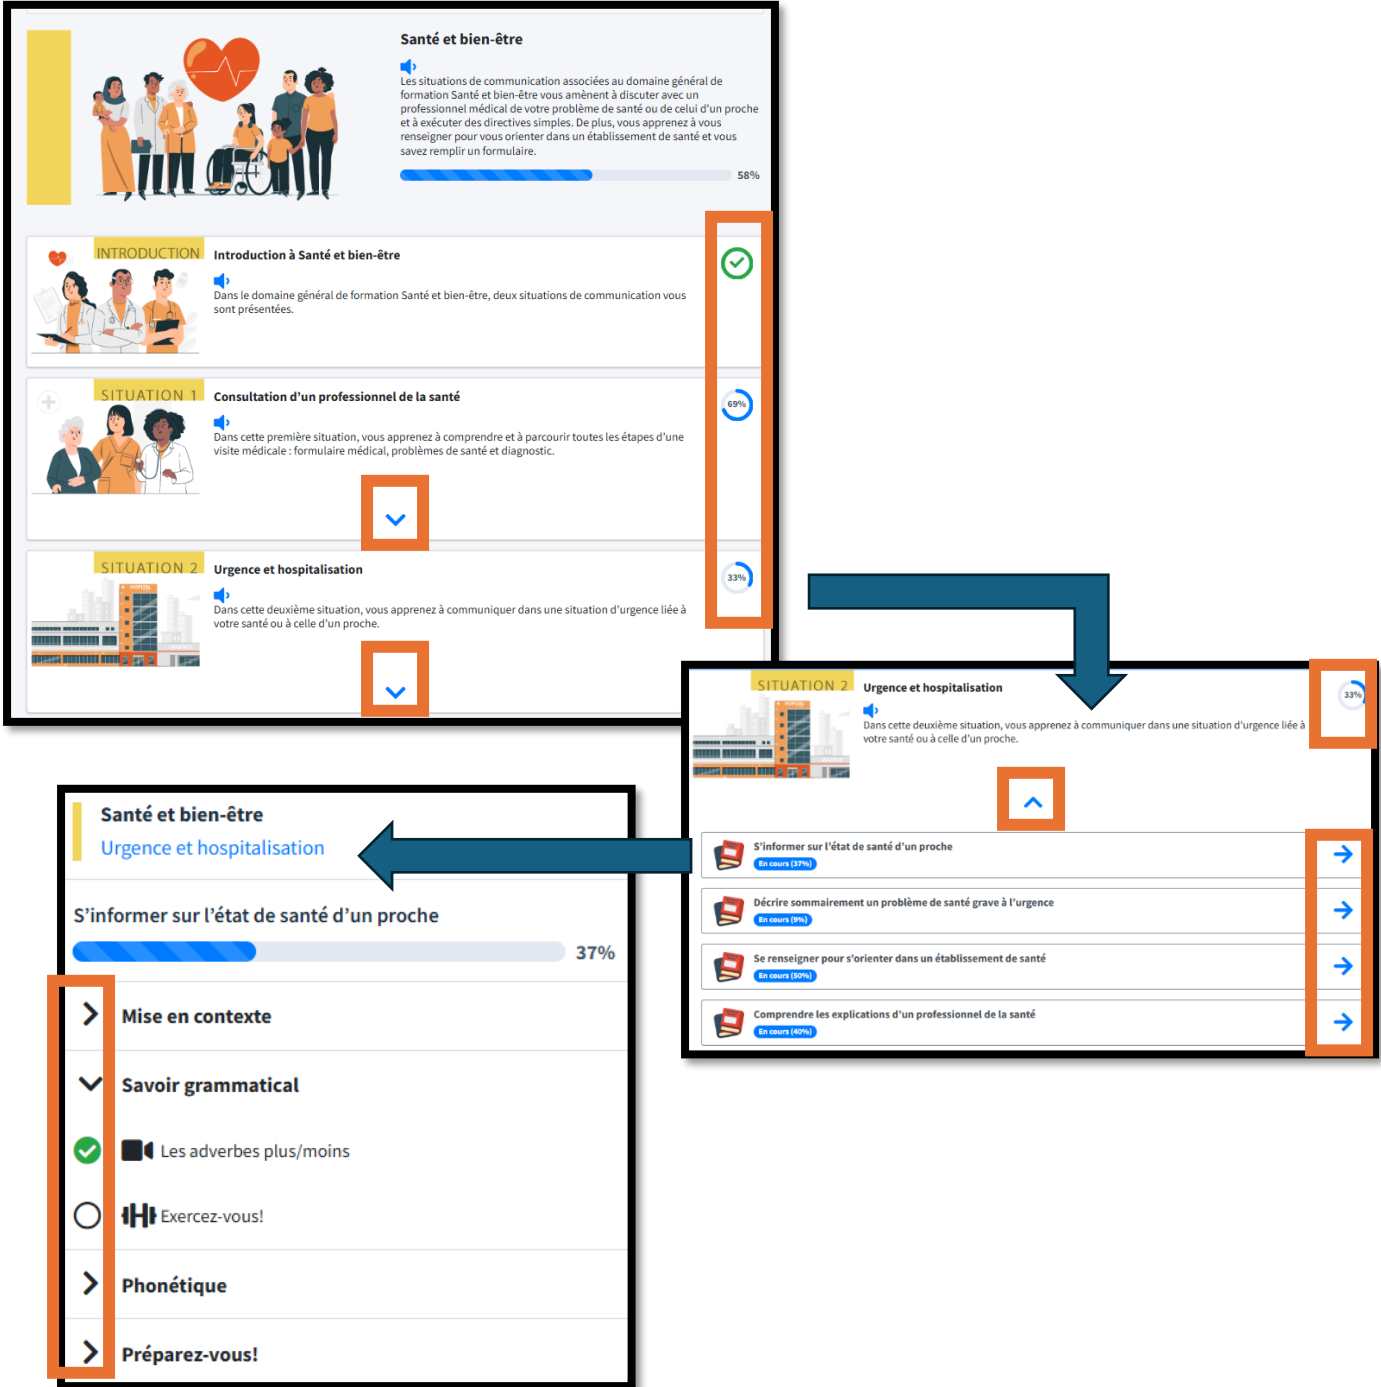 Santé et bien-être
Les situations de communication associées au domaine général de
formation Santé et bien-être vous amènent à discuter avec un
professionnel médical de votre problème de santé ou de celui d'un proche
et à exécuter des directives simples. De plus, vous apprenez à vous
renseigner pour vous orienter dans un établissement de santé et vous
savez remplir un formulaire.
58%
INTRODUCTION
Introduction à Santé et bien-être
Dans le domaine général de formation Santé et bien-être, deux situations de communication vous
sont présentées.
SITUATION 1
Consultation d'un professionnel de la santé
69%
Dans cette première situation, vous apprenez à comprendre et à parcourir toutes les étapes d'une
visite médicale : formulaire médical, problèmes de santé et diagnostic.
SITUATION 2
Urgence et hospitalisation
33%
HOPITAL
Dans cette deuxième situation, vous apprenez à communiquer dans une situation d'urgence liée à
votre santé ou à celle d'un proche.
SITUATION 2
Urgence et hospitalisation
33%
HOPITAL
Dans cette deuxième situation, vous apprenez à communiquer dans une situation d'urgence liée à
votre santé ou à celle d'un proche.
S'informer sur l'état de santé d'un proche
En cours (37%)
Décrire sommairement un problème de santé grave à l'urgence
En cours (9%)
Se renseigner pour s'orienter dans un établissement de santé
En cours (50%)
Comprendre les explications d'un professionnel de la santé
En cours (40%)
Santé et bien-être
Urgence et hospitalisation
S'informer sur l'état de santé d'un proche
37%
Mise en contexte
Savoir grammatical
Les adverbes plus/moins
Exercez-vous!
Phonétique
Préparez-vous!